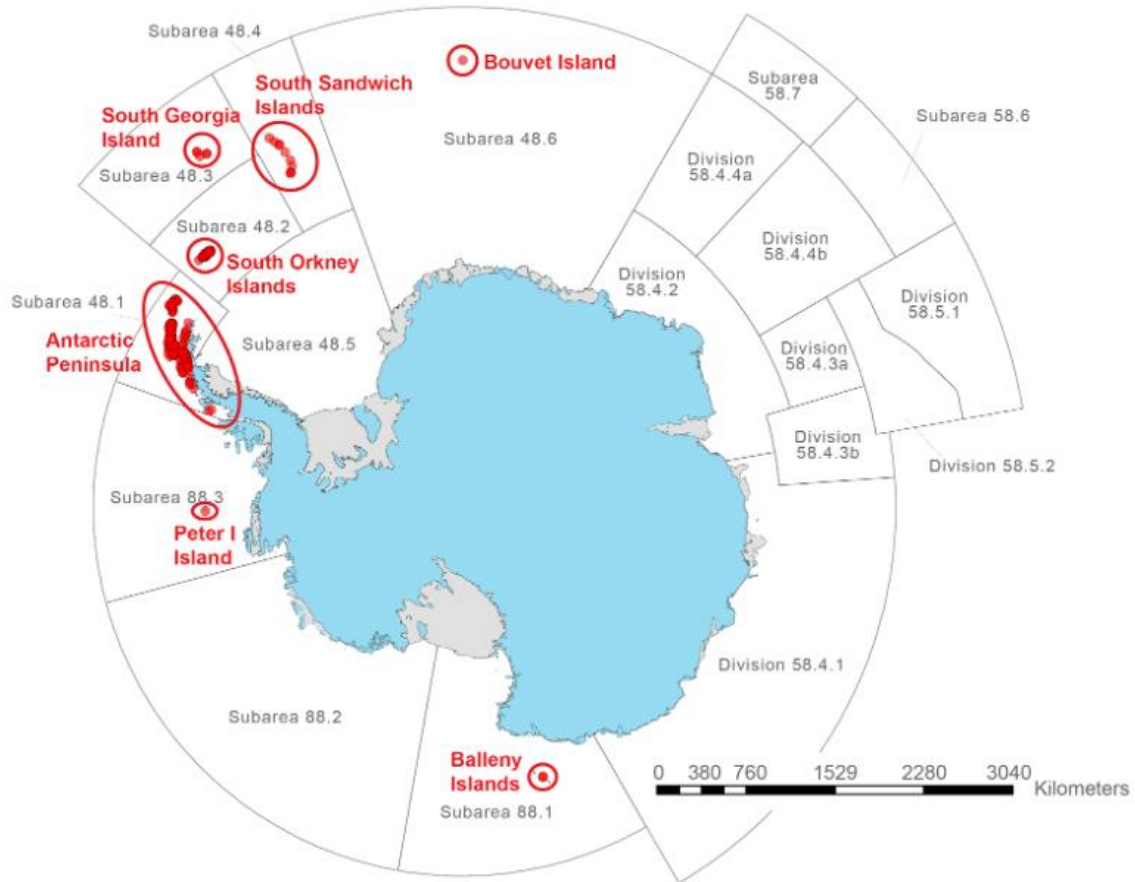 Subarea 48.4
Bouvet Island
South Sandwich
Islands
Subarea
58.7
Subarea 58.6
South Georgia
Island
Subarea 48.6
Subarea 48.3
Division
58.4.4a
Subarea 48.2
Division
58.4.4b
South Orkney
Islands
Division
58.4.2
Subarea 48.1
Division
58.5.1
Antarctic
Peninsula
Subarea 48.5
Division
58.4.3a
Division
58.4.3b
Division 58.5.2
Subarea 88.3
Peter I
Island
Division 58.4.1
Subarea 88.2
Balleny
Islands
Subarea 88.1
0 380 760 1529 2280 3040
Kilometers